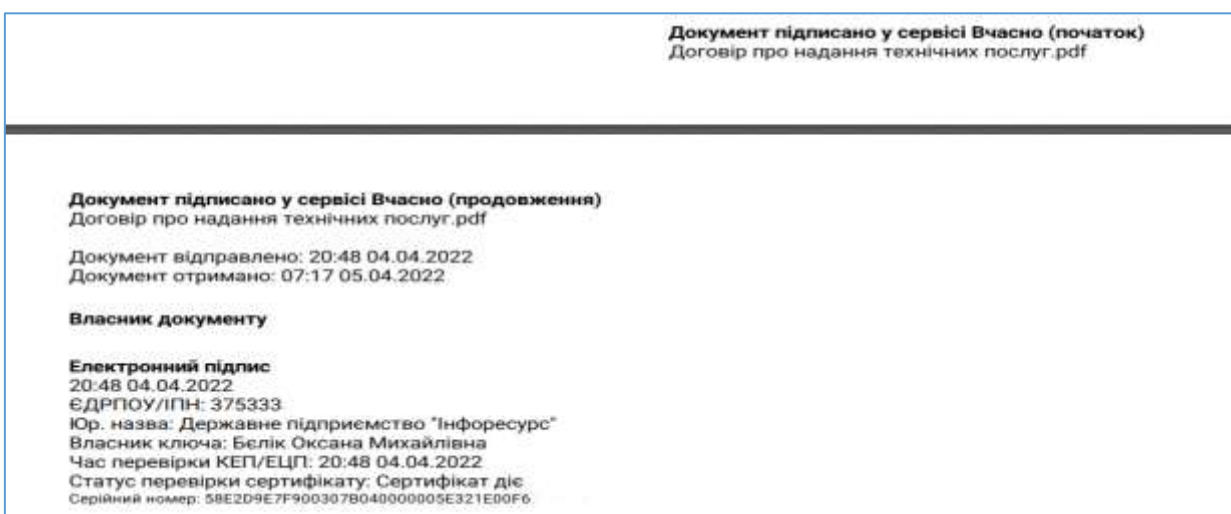 Документ підписано у сервісі Вчасно (початок)
Договір про надання технічних послуг.pdf
Документ підписано у сервісі Вчасно (продовження)
Договір про надання технічних послуг.pdf
Документ відправлено: 20:48 04.04.2022
Документ отримано: 07:17 05.04.2022
Власник документу
Електронний підпис
20:48 04.04.2022
ЄДРПОУ/ІПН: 375333
Юр. назва: Державне підприємство "Інфоресурс"
Власник ключа: Бєлік Оксана Михайлівна
Час перевірки КЕП/ЕЦП: 20:48 04.04.2022
Статус перевірки сертифікату: Сертифікат діє
Серійний номер: 58E2D9E7F900307B040000005E321E00F6